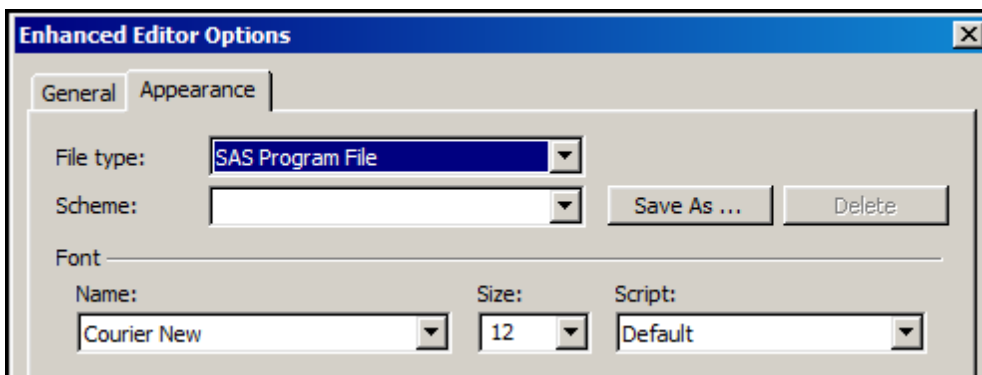 Enhanced Editor Options
General Appearance
File type: SAS Program File
Scheme: Save As ... Delete
Font
Name: Size: Script:
Courier New 12 Default